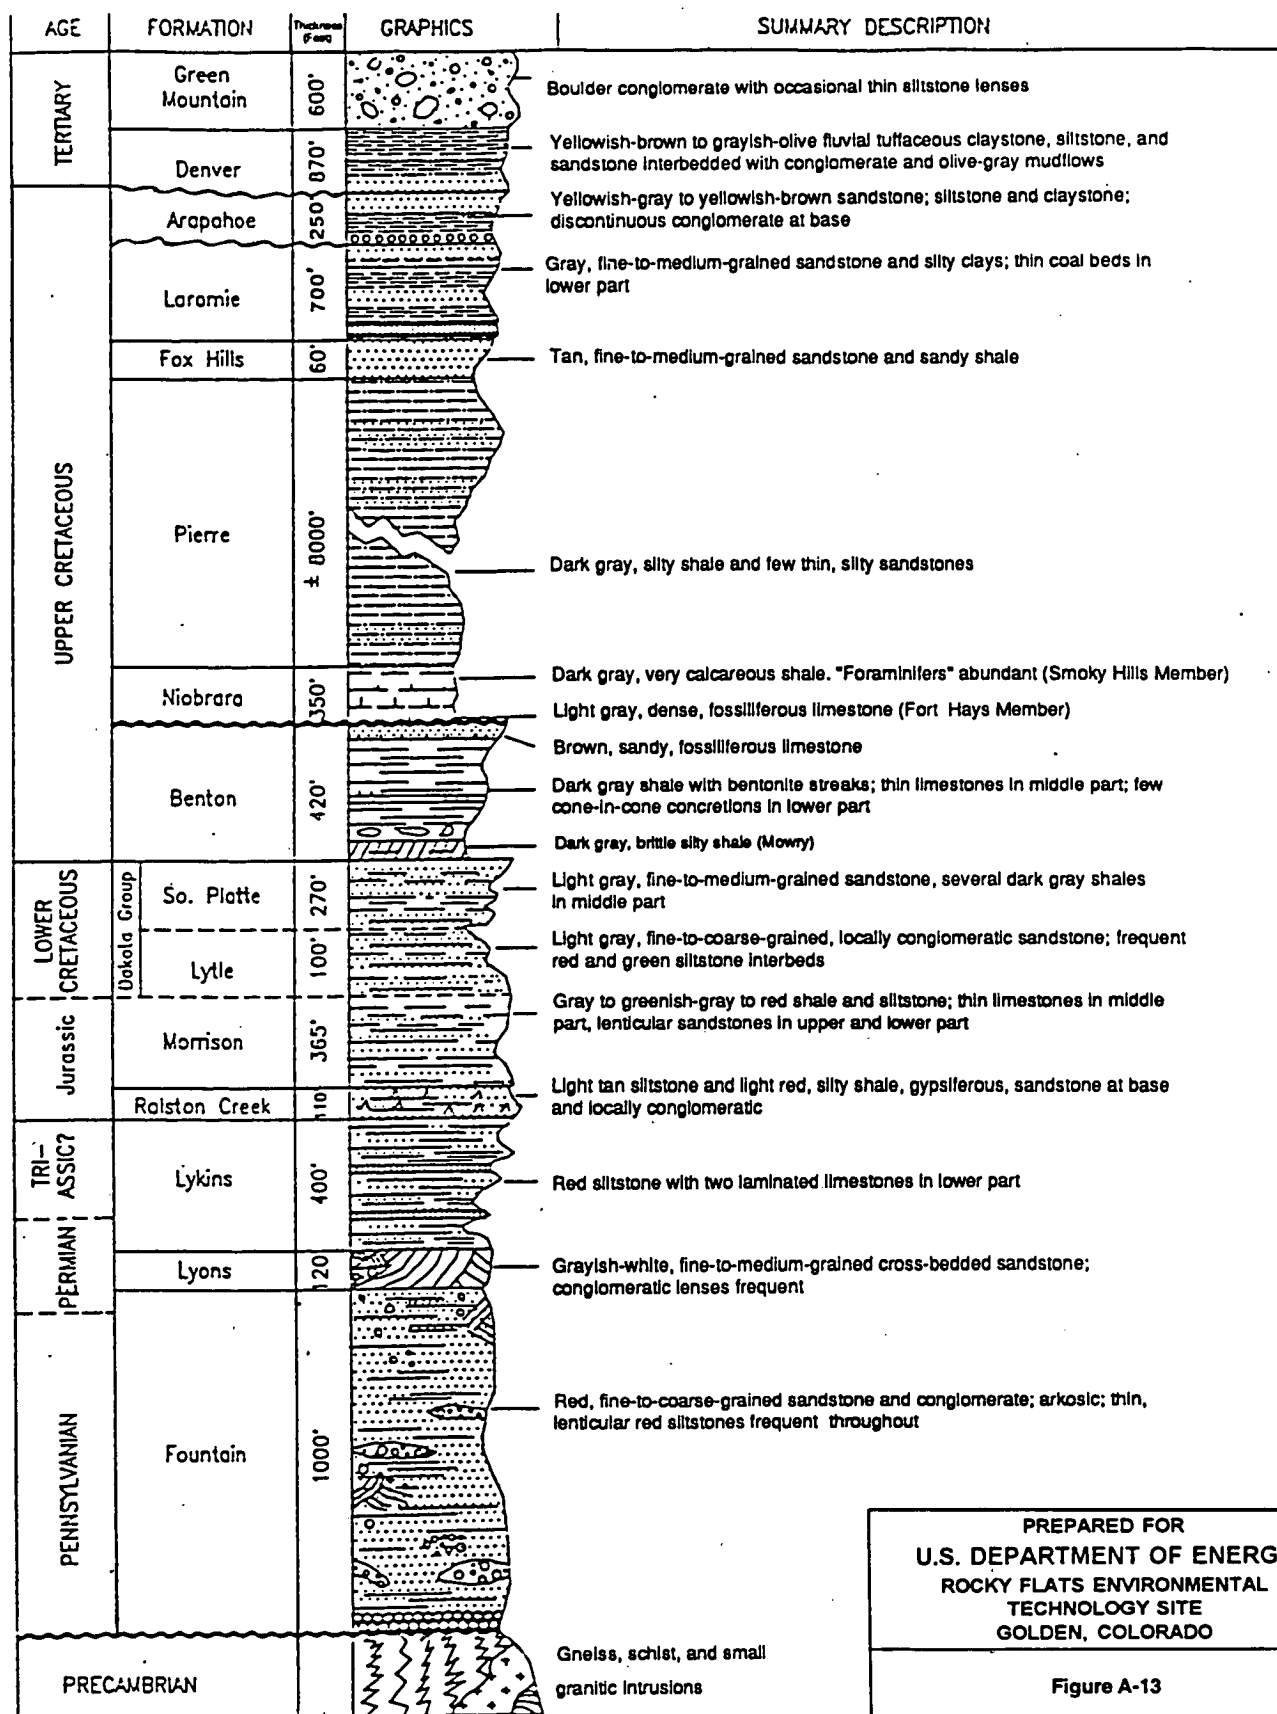 AGE FORMATION Thickness (Feet) GRAPHICS SUMMARY DESCRIPTION
TERTIARY
Green
Mountain
600'
Boulder conglomerate with occasional thin siltstone lenses
Denver
870'
Yellowish-brown to grayish-olive fluvial tuffaceous claystone, siltstone, and
sandstone interbedded with conglomerate and olive-gray mudflows
UPPER CRETACEOUS
Arapahoe
250'
Yellowish-gray to yellowish-brown sandstone; siltstone and claystone;
discontinuous conglomerate at base
Laramie
700'
Gray, fine-to-medium-grained sandstone and silty clays; thin coal beds in
lower part
Fox Hills
60'
Tan, fine-to-medium-grained sandstone and sandy shale
Pierre
± 8000'
Dark gray, silty shale and few thin, silty sandstones
Niobrara
350'
Dark gray, very calcareous shale. "Foraminifers" abundant (Smoky Hills Member)
Light gray, dense, fossiliferous limestone (Fort Hays Member)
Benton
420'
Brown, sandy, fossiliferous limestone
Dark gray shale with bentonite streaks; thin limestones in middle part; few
cone-in-cone concretions in lower part
Dark gray, brittle silty shale (Mowry)
LOWER
CRETACEOUS
Dakota Group
So. Platte
270'
Light gray, fine-to-medium-grained sandstone, several dark gray shales
in middle part
Lytle
100'
Light gray, fine-to-coarse-grained, locally conglomeratic sandstone; frequent
red and green siltstone interbeds
Jurassic
Morrison
365'
Gray to greenish-gray to red shale and siltstone; thin limestones in middle
part, lenticular sandstones in upper and lower part
Ralston Creek
110'
Light tan siltstone and light red, silty shale, gypsiferous, sandstone at base
and locally conglomeratic
TRI-
ASSIC?
Lykins
400'
Red siltstone with two laminated limestones in lower part
PERMIAN
Lyons
120'
Grayish-white, fine-to-medium-grained cross-bedded sandstone;
conglomeratic lenses frequent
PENNSYLVANIAN
Fountain
1000'
Red, fine-to-coarse-grained sandstone and conglomerate; arkosic; thin,
lenticular red siltstones frequent throughout
PRECAMBRIAN
Gneiss, schist, and small
granitic intrusions
PREPARED FOR
U.S. DEPARTMENT OF ENERG
ROCKY FLATS ENVIRONMENTAL
TECHNOLOGY SITE
GOLDEN, COLORADO
Figure A-13